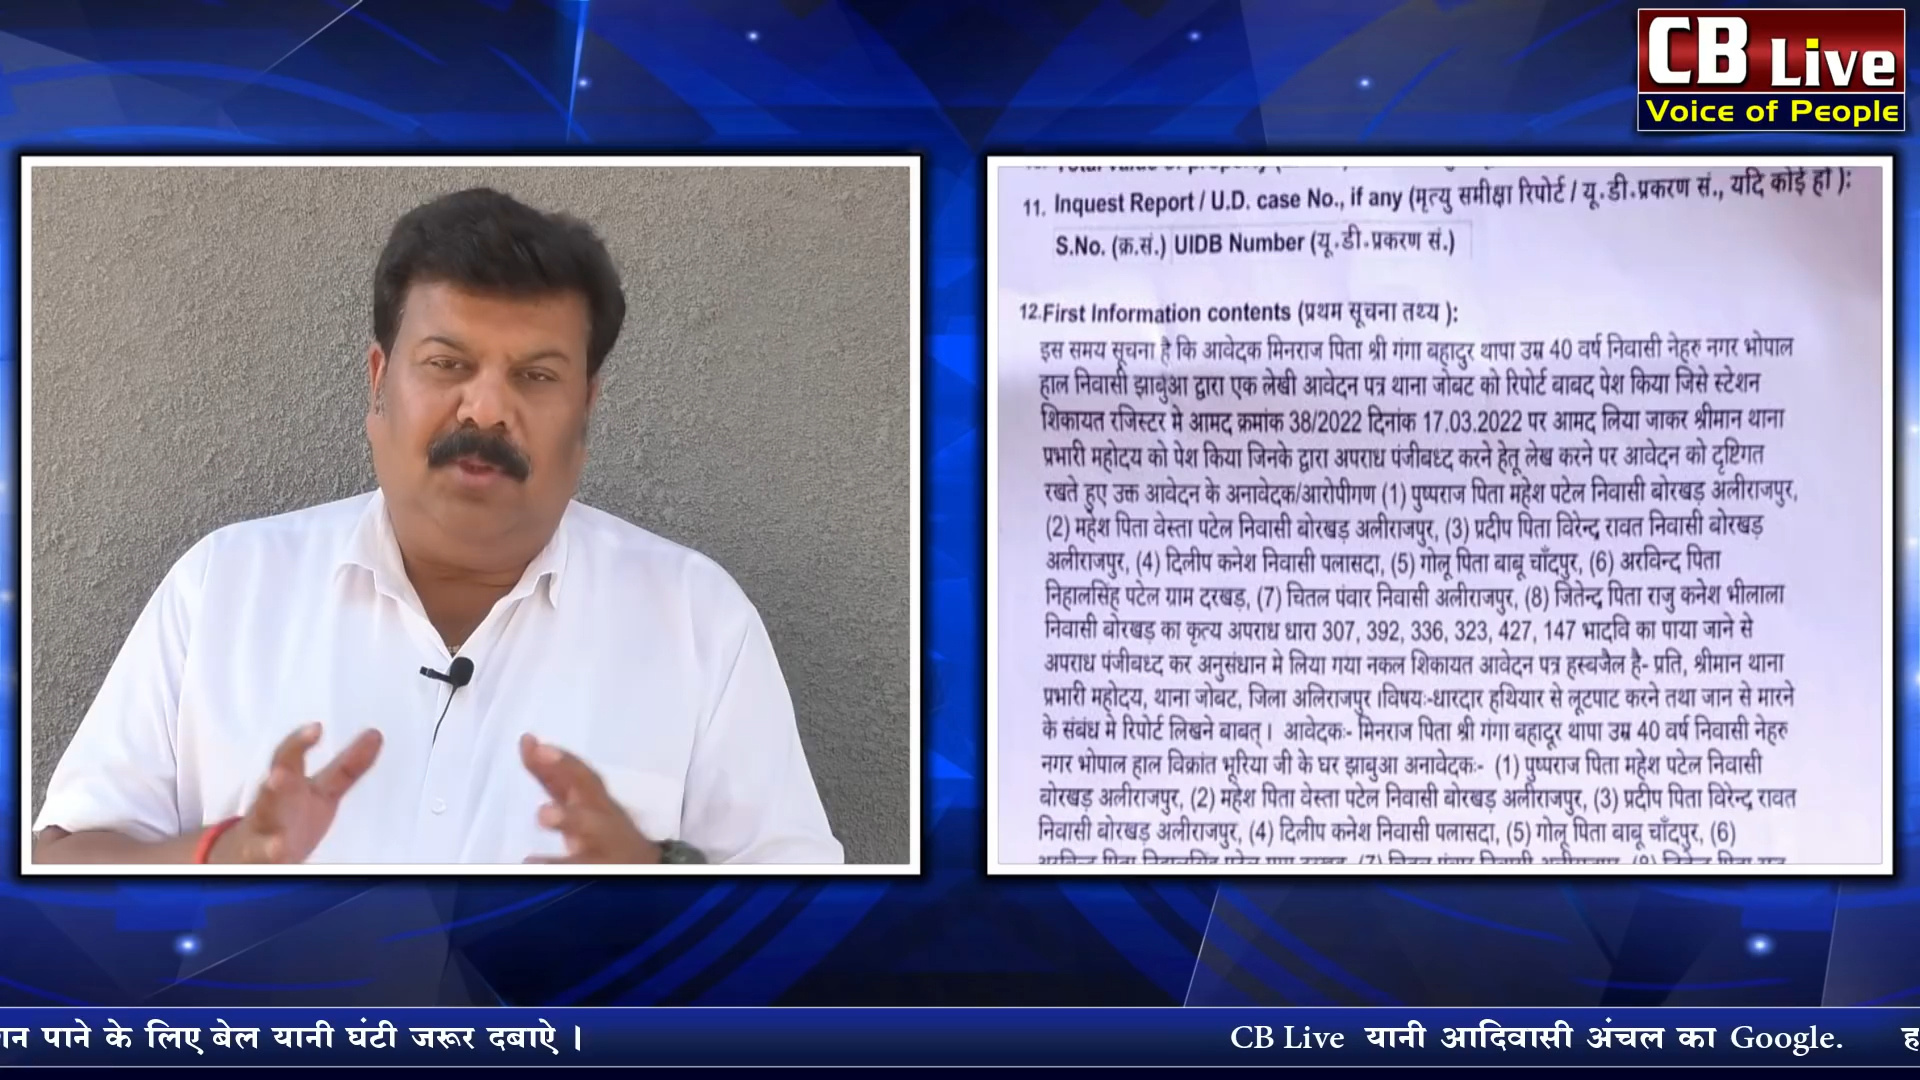 CB Live
Voice of People
11. Inquest Report / U.D. case No., if any (मृत्यु समीक्षा रिपोर्ट / यू.डी.प्रकरण सं., यदि कोई हो ):
S.No. (क्र.सं.) UIDB Number (यू.डी.प्रकरण सं.)
12.First Information contents (प्रथम सूचना तथ्य ):
इस समय सूचना है कि आवेदक मिनराज पिता श्री गंगा बहादुर थापा उम्र 40 वर्ष निवासी नेहरु नगर भोपाल
हाल निवासी झाबुआ द्वारा एक लेखी आवेदन पत्र थाना जोबट को रिपोर्ट बाबद पेश किया जिसे स्टेशन
शिकायत रजिस्टर मे आमद क्रमांक 38/2022 दिनांक 17.03.2022 पर आमद लिया जाकर श्रीमान थाना
प्रभारी महोदय को पेश किया जिनके द्वारा अपराध पंजीबध्द करने हेतू लेख करने पर आवेदन को दृष्टिगत
रखते हुए उक्त आवेदन के अनावेदक/आरोपीगण (1) पुष्पराज पिता महेश पटेल निवासी बोरखड़ अलीराजपुर,
(2) महेश पिता वेस्ता पटेल निवासी बोरखड़ अलीराजपुर, (3) प्रदीप पिता विरेन्द्र रावत निवासी बोरखड़
अलीराजपुर, (4) दिलीप कनेश निवासी पलासदा, (5) गोलू पिता बाबू चाँदपुर, (6) अरविन्द पिता
निहालसिंह पटेल ग्राम दरखड़, (7) चितल पंवार निवासी अलीराजपुर, (8) जितेन्द्र पिता राजु कनेश भीलाला
निवासी बोरखड़ का कृत्य अपराध धारा 307, 392, 336, 323, 427, 147 भादवि का पाया जाने से
अपराध पंजीबध्द कर अनुसंधान मे लिया गया नकल शिकायत आवेदन पत्र हस्बजैल है- प्रति, श्रीमान थाना
प्रभारी महोदय, थाना जोबट, जिला अलिराजपुर ।विषयः-धारदार हथियार से लूटपाट करने तथा जान से मारने
के संबंध मे रिपोर्ट लिखने बाबत् । आवेदकः- मिनराज पिता श्री गंगा बहादूर थापा उम्र 40 वर्ष निवासी नेहरु
नगर भोपाल हाल विक्रांत भूरिया जी के घर झाबुआ अनावेदकः- (1) पुष्पराज पिता महेश पटेल निवासी
बोरखड़ अलीराजपुर, (2) महेश पिता वेस्ता पटेल निवासी बोरखड़ अलीराजपुर, (3) प्रदीप पिता विरेन्द्र रावत
निवासी बोरखड़ अलीराजपुर, (4) दिलीप कनेश निवासी पलासदा, (5) गोलू पिता बाबू चाँदपुर, (6)
पाने के लिए बेल यानी घंटी जरूर दबाऐ । CB Live यानी आदिवासी अंचल का Google.